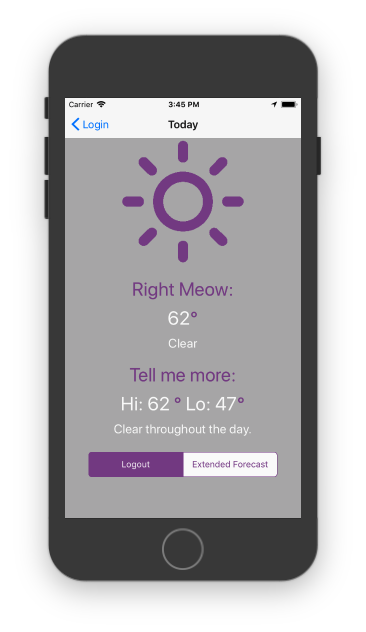 Carrier 3:45 PM
Login Today
Right Meow:
62°
Clear
Tell me more:
Hi: 62 ° Lo: 47°
Clear throughout the day.
Logout Extended Forecast